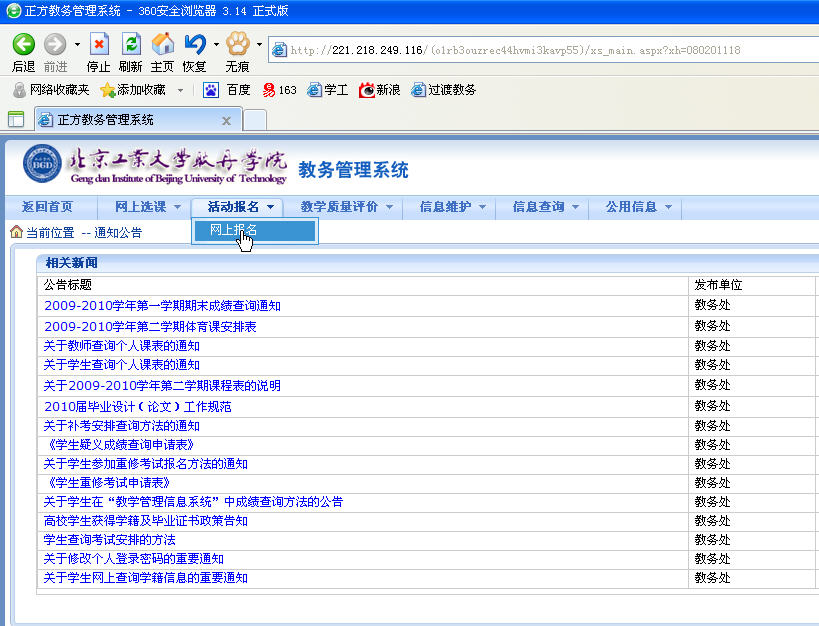 正方教务管理系统 - 360安全浏览器 3.14 正式版
后退 前进 停止 刷新 主页 恢复 无痕
http://221.218.249.116/(olrb3ouzrec44hvmi3kavp55)/xs_main.aspx?xh=080201118
网络收藏夹 添加收藏 百度 163 学工 新浪 过渡教务
正方教务管理系统
北京工业大学耿丹学院 教务管理系统
BGD
Geng dan Institute of Beijing University of Technology
返回首页 网上选课 活动报名 教学质量评价 信息维护 信息查询 公用信息
网上报名
当前位置 -- 通知公告
相关新闻
公告标题 发布单位
2009-2010学年第一学期期末成绩查询通知 教务处
2009-2010学年第二学期体育课安排表 教务处
关于教师查询个人课表的通知 教务处
关于学生查询个人课表的通知 教务处
关于2009-2010学年第二学期课程表的说明 教务处
2010届毕业设计（论文）工作规范 教务处
关于补考安排查询方法的通知 教务处
《学生疑义成绩查询申请表》 教务处
关于学生参加重修考试报名方法的通知 教务处
《学生重修考试申请表》 教务处
关于学生在“教学管理信息系统”中成绩查询方法的公告 教务处
高校学生获得学籍及毕业证书政策告知 教务处
学生查询考试安排的方法 教务处
关于修改个人登录密码的重要通知 教务处
关于学生网上查询学籍信息的重要通知 教务处